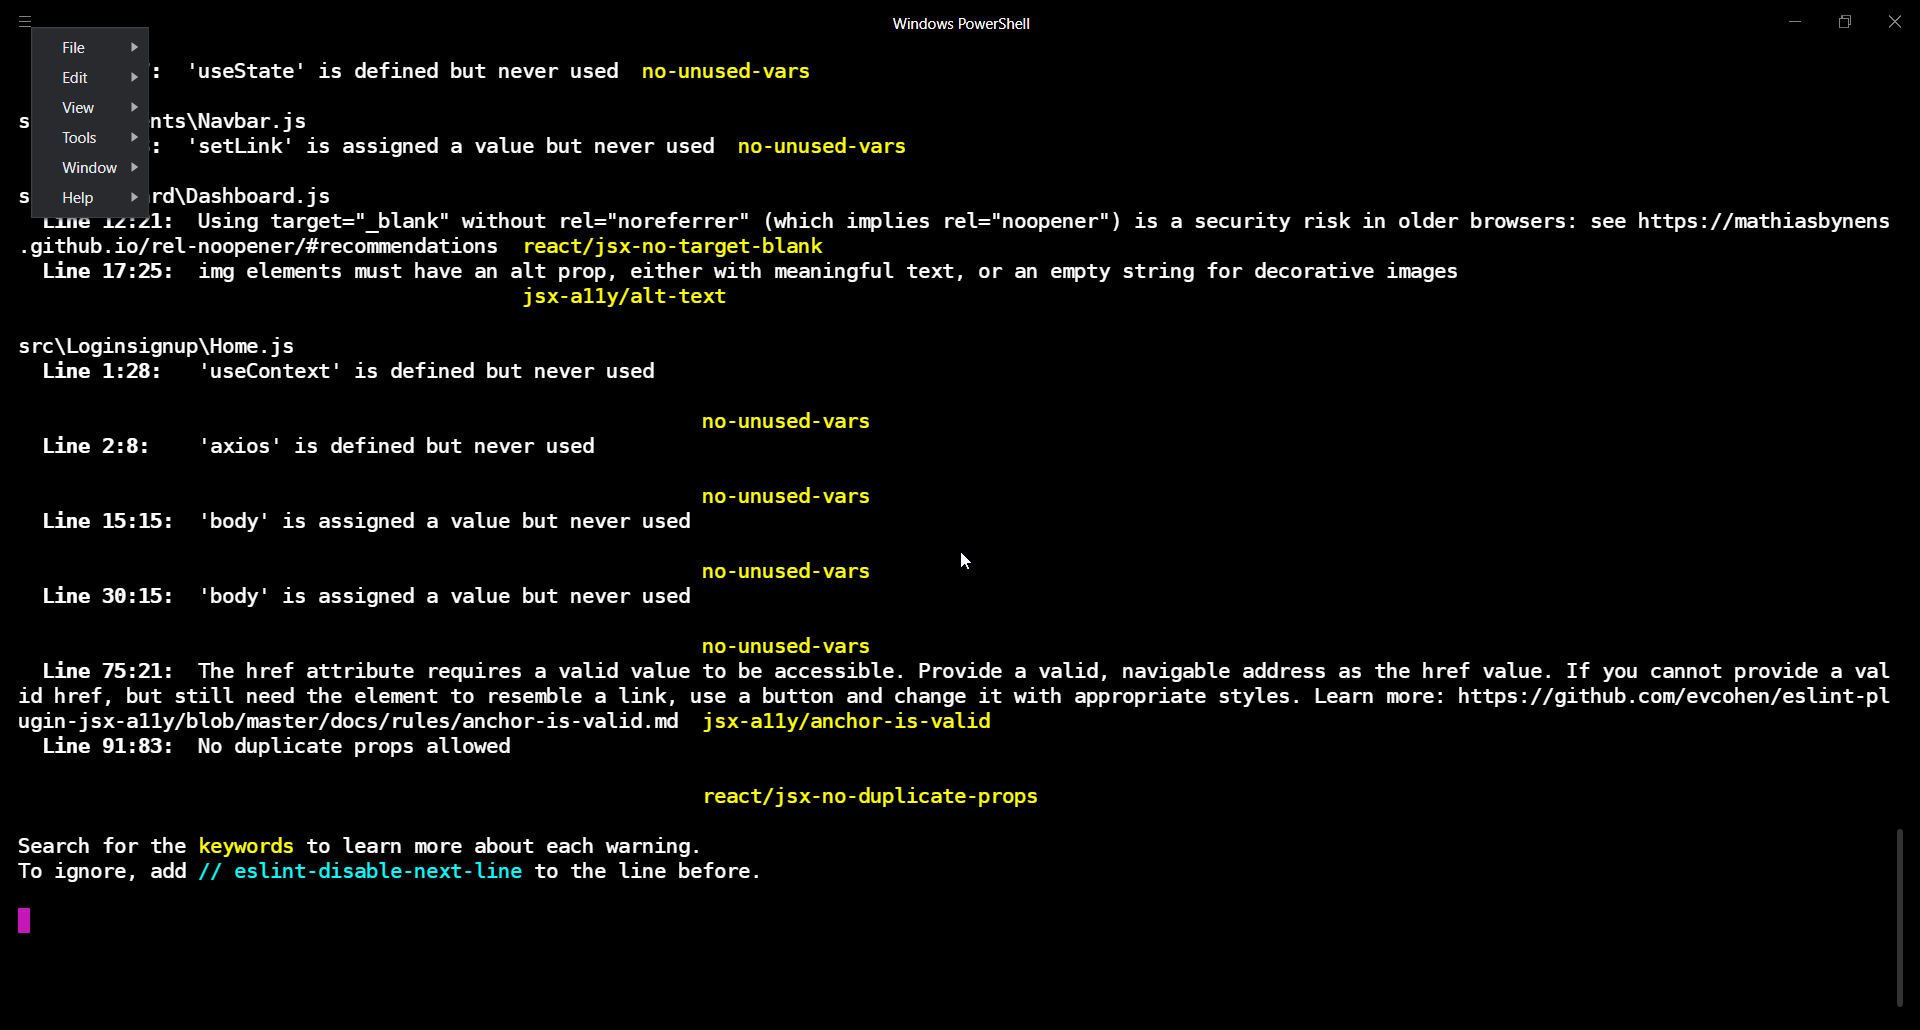 Windows PowerShell
File
Edit
View
Tools
Window
Help
: 'useState' is defined but never used no-unused-vars
s nts\Navbar.js
: 'setLink' is assigned a value but never used no-unused-vars
s rd\Dashboard.js
Line 12:21: Using target="_blank" without rel="noreferrer" (which implies rel="noopener") is a security risk in older browsers: see https://mathiasbynens
.github.io/rel-noopener/#recommendations react/jsx-no-target-blank
Line 17:25: img elements must have an alt prop, either with meaningful text, or an empty string for decorative images
jsx-a11y/alt-text
src\Loginsignup\Home.js
Line 1:28: 'useContext' is defined but never used
no-unused-vars
Line 2:8: 'axios' is defined but never used
no-unused-vars
Line 15:15: 'body' is assigned a value but never used
no-unused-vars
Line 30:15: 'body' is assigned a value but never used
no-unused-vars
Line 75:21: The href attribute requires a valid value to be accessible. Provide a valid, navigable address as the href value. If you cannot provide a val
id href, but still need the element to resemble a link, use a button and change it with appropriate styles. Learn more: https://github.com/evcohen/eslint-pl
ugin-jsx-a11y/blob/master/docs/rules/anchor-is-valid.md jsx-a11y/anchor-is-valid
Line 91:83: No duplicate props allowed
react/jsx-no-duplicate-props
Search for the keywords to learn more about each warning.
To ignore, add // eslint-disable-next-line to the line before.